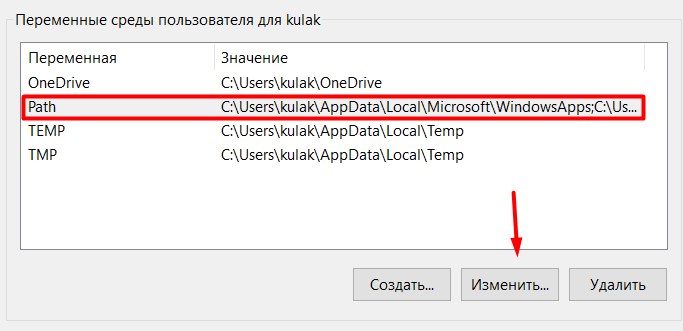 Переменные среды пользователя для kulak
Переменная Значение
OneDrive C:\Users\kulak\OneDrive
Path C:\Users\kulak\AppData\Local\Microsoft\WindowsApps;C:\Us...
TEMP C:\Users\kulak\AppData\Local\Temp
TMP C:\Users\kulak\AppData\Local\Temp
Создать... Изменить... Удалить